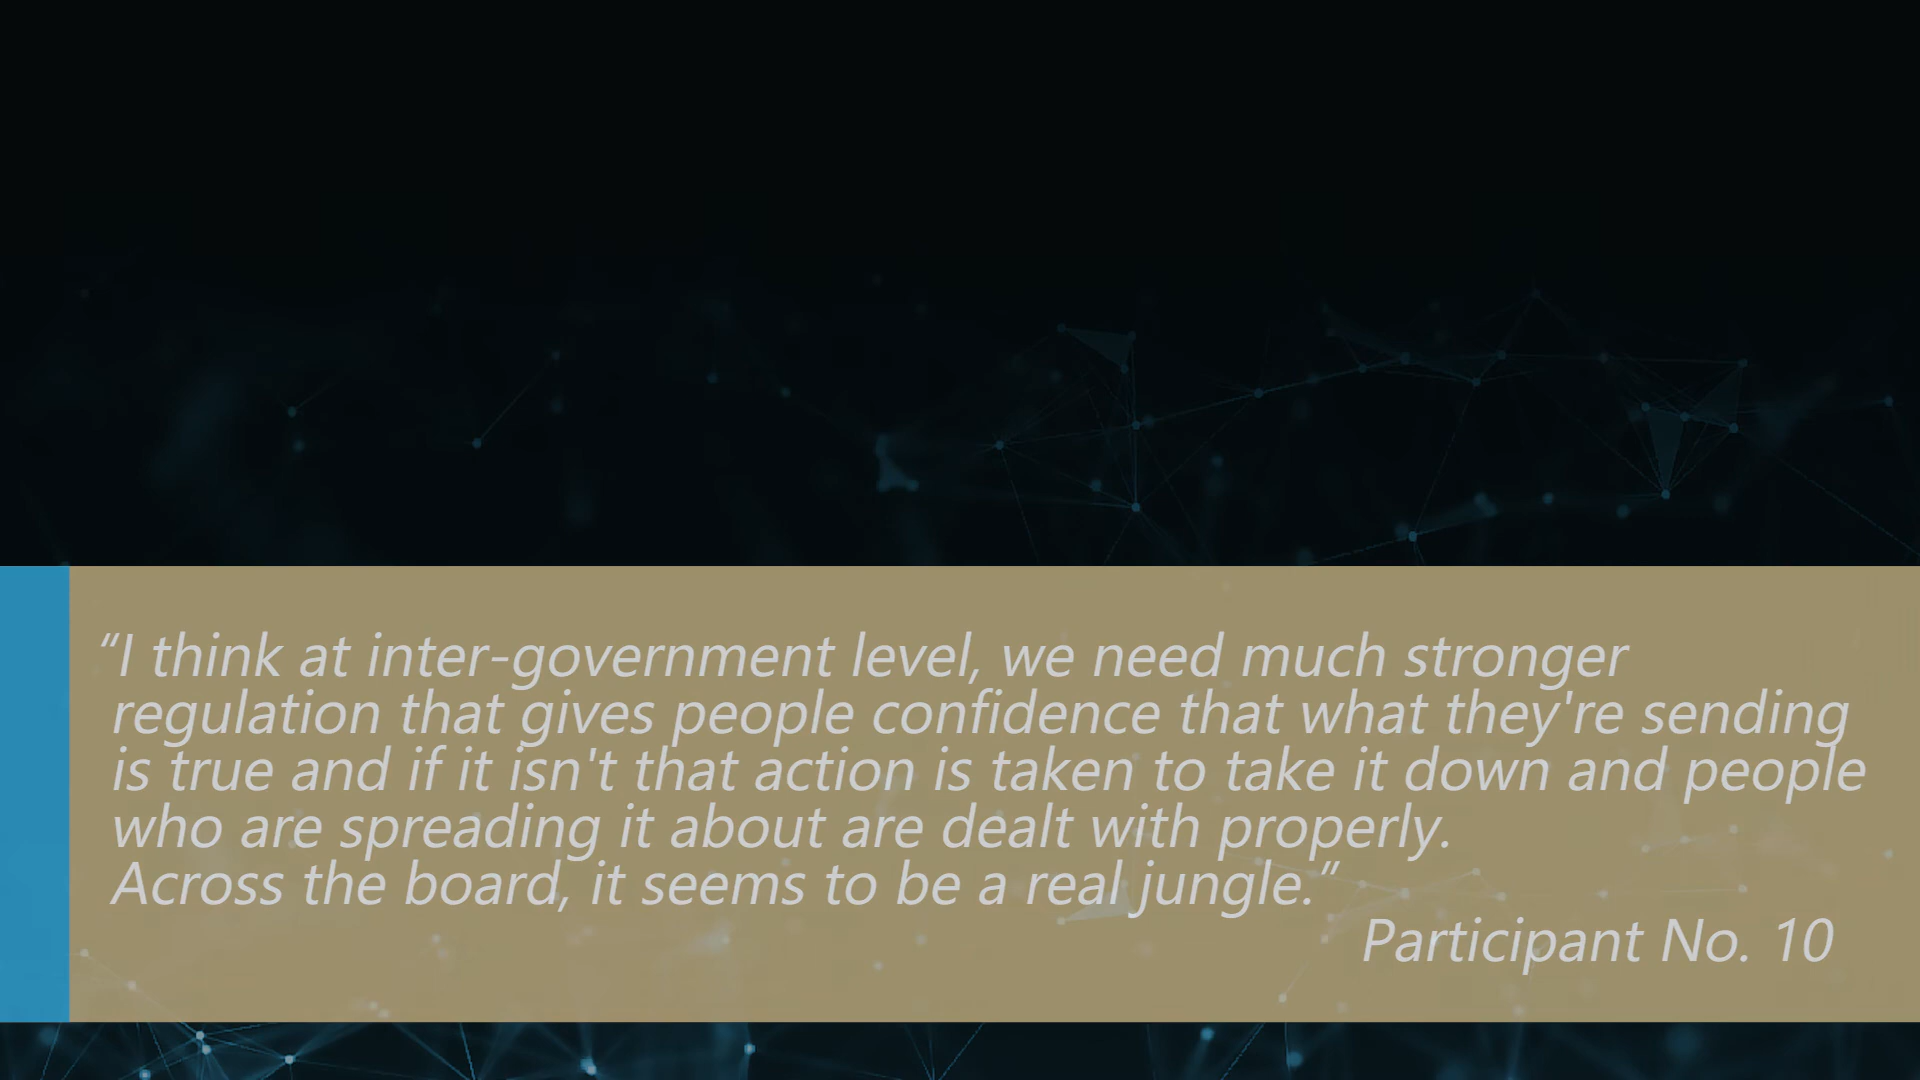 “I think at inter-government level, we need much stronger
regulation that gives people confidence that what they're sending
is true and if it isn't that action is taken to take it down and people
who are spreading it about are dealt with properly.
Across the board, it seems to be a real jungle.”
Participant No. 10